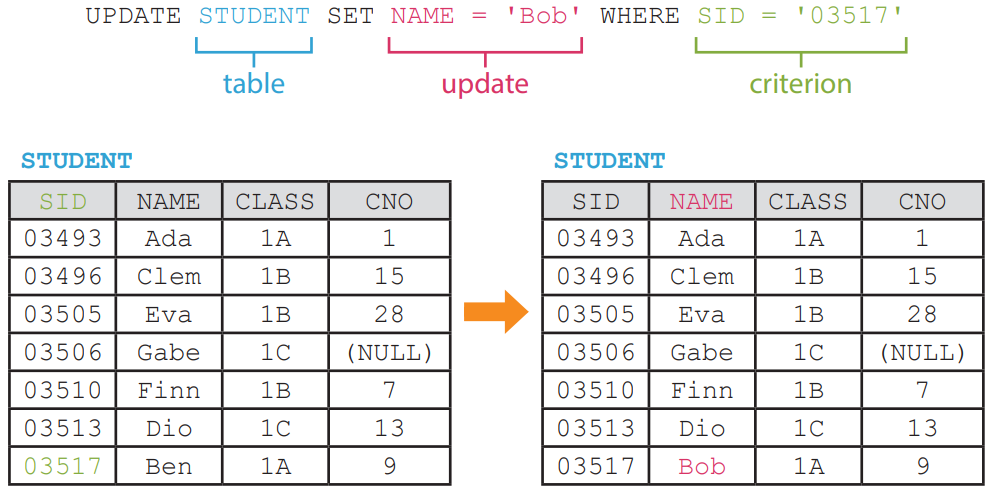 UPDATE STUDENT SET NAME = 'Bob' WHERE SID = '03517'
table update criterion
STUDENT
SID NAME CLASS CNO
03493 Ada 1A 1
03496 Clem 1B 15
03505 Eva 1B 28
03506 Gabe 1C (NULL)
03510 Finn 1B 7
03513 Dio 1C 13
03517 Ben 1A 9
STUDENT
SID NAME CLASS CNO
03493 Ada 1A 1
03496 Clem 1B 15
03505 Eva 1B 28
03506 Gabe 1C (NULL)
03510 Finn 1B 7
03513 Dio 1C 13
03517 Bob 1A 9